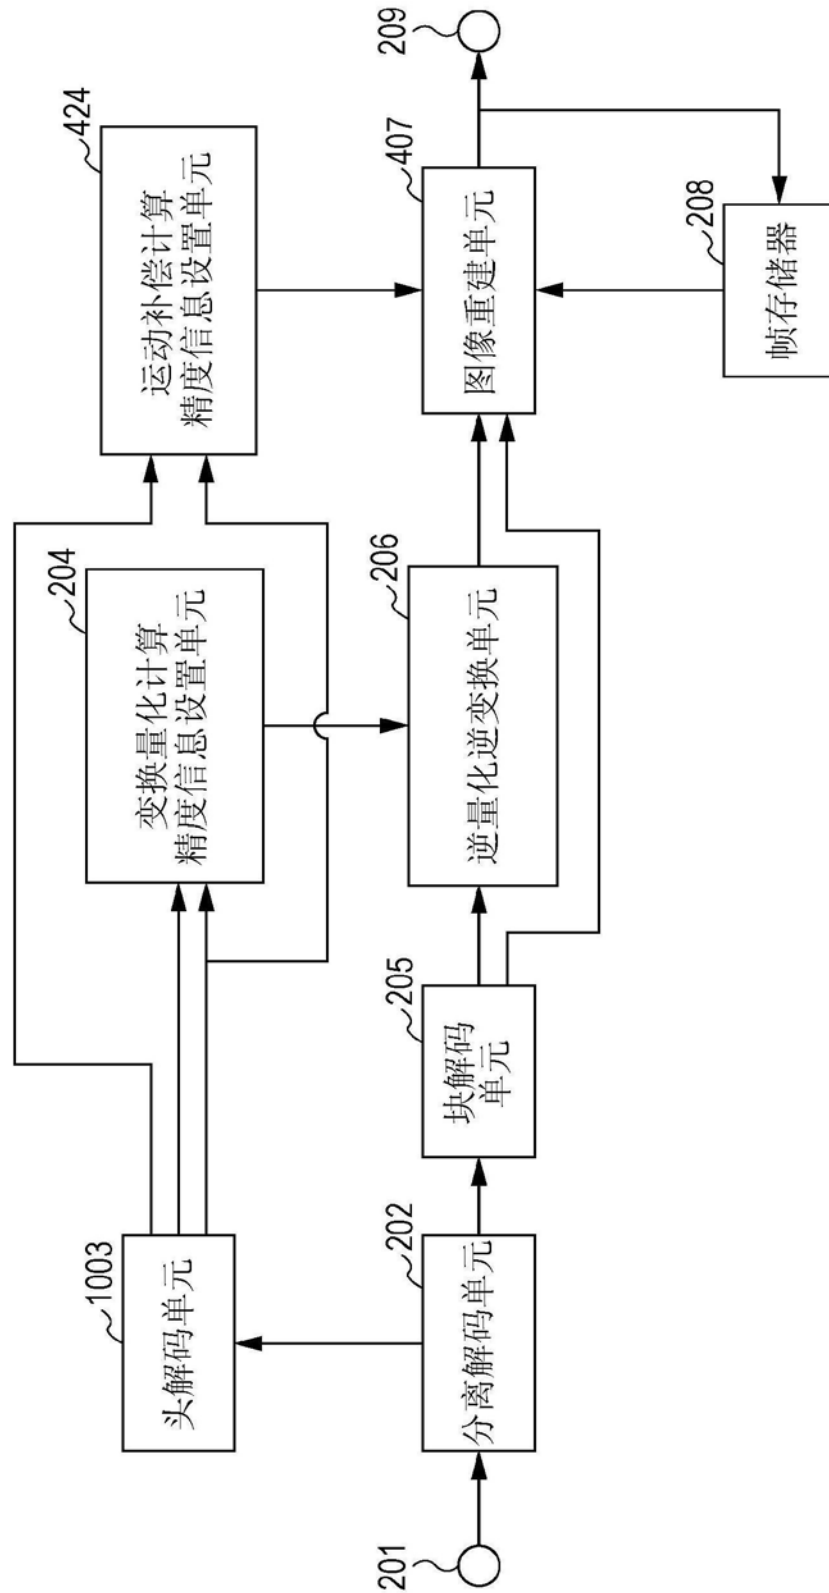 1003
头解码单元
204
变换量化计算
精度信息设置单元
424
运动补偿计算
精度信息设置单元
201
202
分离解码单元
205
块解码
单元
206
逆量化逆变换单元
407
图像重建单元
209
208
帧存储器